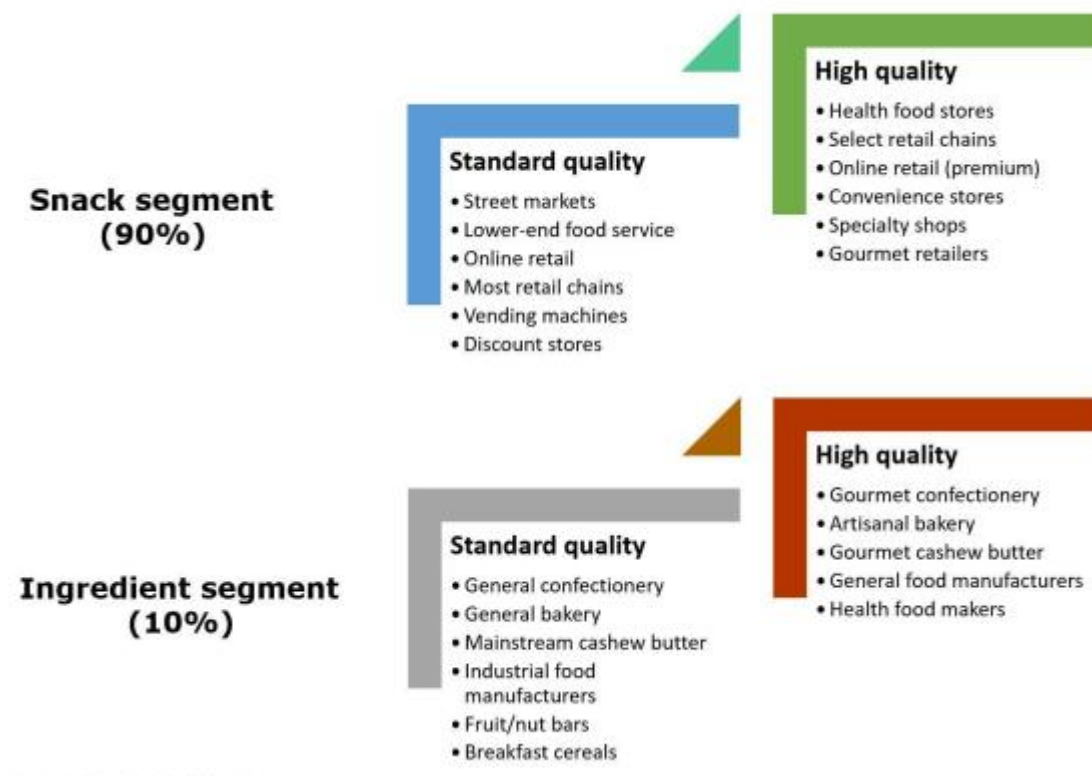 Snack segment
(90%)
Standard quality
• Street markets
• Lower-end food service
• Online retail
• Most retail chains
• Vending machines
• Discount stores
High quality
• Health food stores
• Select retail chains
• Online retail (premium)
• Convenience stores
• Specialty shops
• Gourmet retailers
Ingredient segment
(10%)
Standard quality
• General confectionery
• General bakery
• Mainstream cashew butter
• Industrial food
manufacturers
• Fruit/nut bars
• Breakfast cereals
High quality
• Gourmet confectionery
• Artisanal bakery
• Gourmet cashew butter
• General food manufacturers
• Health food makers